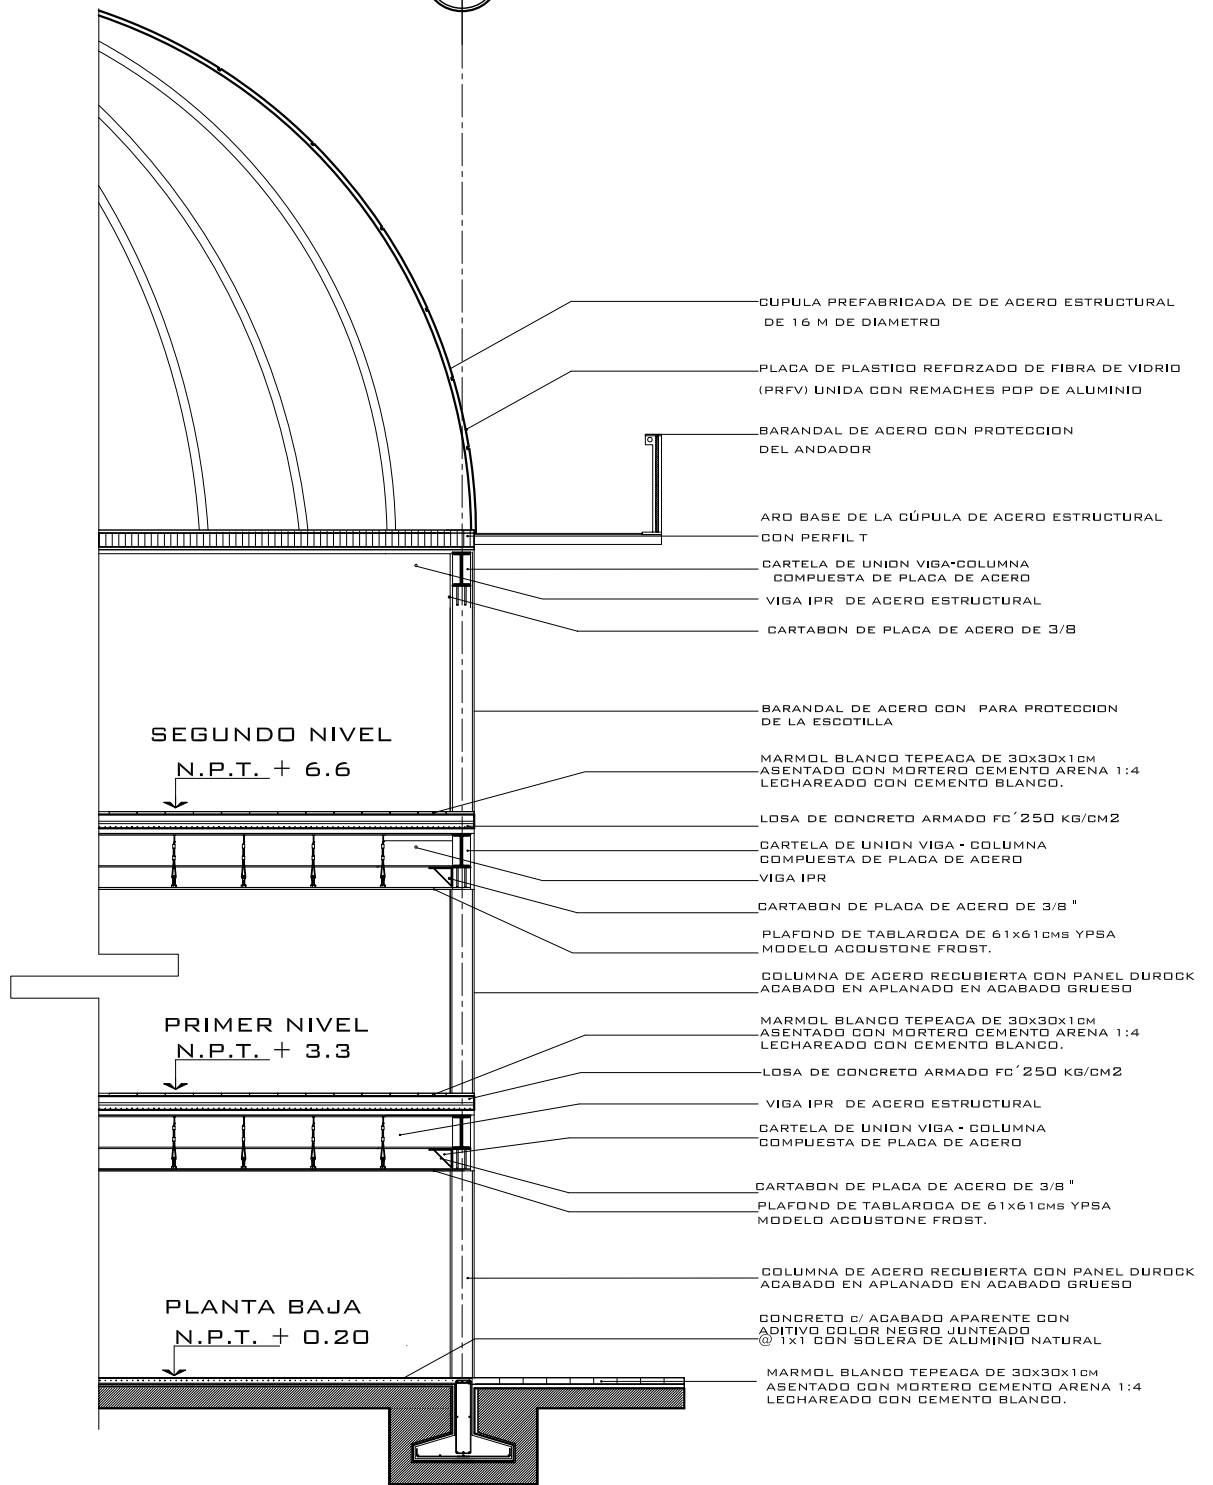 CUPULA PREFABRICADA DE DE ACERO ESTRUCTURAL
DE 16 M DE DIAMETRO
PLACA DE PLASTICO REFORZADO DE FIBRA DE VIDRIO
(PRFV) UNIDA CON REMACHES POP DE ALUMINIO
BARANDAL DE ACERO CON PROTECCION
DEL ANDADOR
ARO BASE DE LA CÚPULA DE ACERO ESTRUCTURAL
CON PERFIL T
CARTELA DE UNION VIGA-COLUMNA
COMPUESTA DE PLACA DE ACERO
VIGA IPR DE ACERO ESTRUCTURAL
CARTABON DE PLACA DE ACERO DE 3/8
BARANDAL DE ACERO CON PARA PROTECCION
DE LA ESCOTILLA
SEGUNDO NIVEL
N.P.T. + 6.6
MARMOL BLANCO TEPEACA DE 30x30x1CM
ASENTADO CON MORTERO CEMENTO ARENA 1:4
LECHAREADO CON CEMENTO BLANCO.
LOSA DE CONCRETO ARMADO FC´250 KG/CM2
CARTELA DE UNION VIGA - COLUMNA
COMPUESTA DE PLACA DE ACERO
VIGA IPR
CARTABON DE PLACA DE ACERO DE 3/8 "
PLAFOND DE TABLAROCA DE 61x61CMS YPSA
MODELO ACOUSTONE FROST.
COLUMNA DE ACERO RECUBIERTA CON PANEL DUROCK
ACABADO EN APLANADO EN ACABADO GRUESO
PRIMER NIVEL
N.P.T. + 3.3
MARMOL BLANCO TEPEACA DE 30x30x1CM
ASENTADO CON MORTERO CEMENTO ARENA 1:4
LECHAREADO CON CEMENTO BLANCO.
LOSA DE CONCRETO ARMADO FC´250 KG/CM2
VIGA IPR DE ACERO ESTRUCTURAL
CARTELA DE UNION VIGA - COLUMNA
COMPUESTA DE PLACA DE ACERO
CARTABON DE PLACA DE ACERO DE 3/8 "
PLAFOND DE TABLAROCA DE 61x61CMS YPSA
MODELO ACOUSTONE FROST.
COLUMNA DE ACERO RECUBIERTA CON PANEL DUROCK
ACABADO EN APLANADO EN ACABADO GRUESO
PLANTA BAJA
N.P.T. + 0.20
CONCRETO c/ ACABADO APARENTE CON
ADITIVO COLOR NEGRO JUNTEADO
@ 1x1 CON SOLERA DE ALUMINIO NATURAL
MARMOL BLANCO TEPEACA DE 30x30x1CM
ASENTADO CON MORTERO CEMENTO ARENA 1:4
LECHAREADO CON CEMENTO BLANCO.